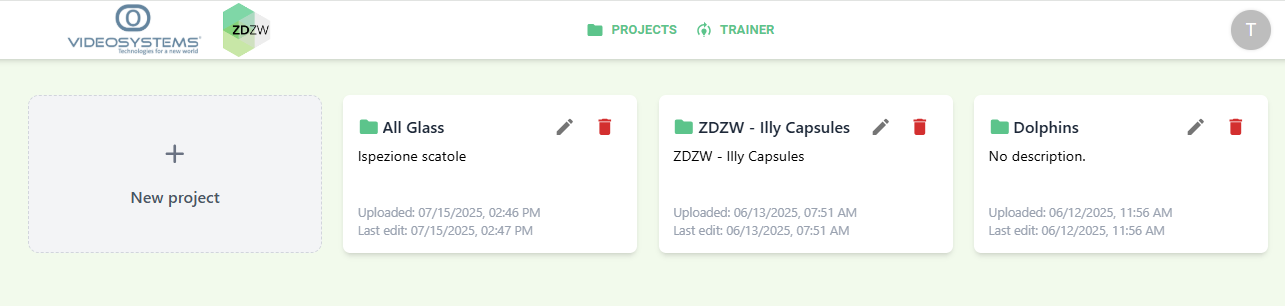 VIDEOSYSTEMS®
Technologies for a new world
ZDZW
PROJECTS
TRAINER
T
New project
All Glass
Ispezione scatole
Uploaded: 07/15/2025, 02:46 PM
Last edit: 07/15/2025, 02:47 PM
ZDZW - Illy Capsules
ZDZW - Illy Capsules
Uploaded: 06/13/2025, 07:51 AM
Last edit: 06/13/2025, 07:51 AM
Dolphins
No description.
Uploaded: 06/12/2025, 11:56 AM
Last edit: 06/12/2025, 11:56 AM